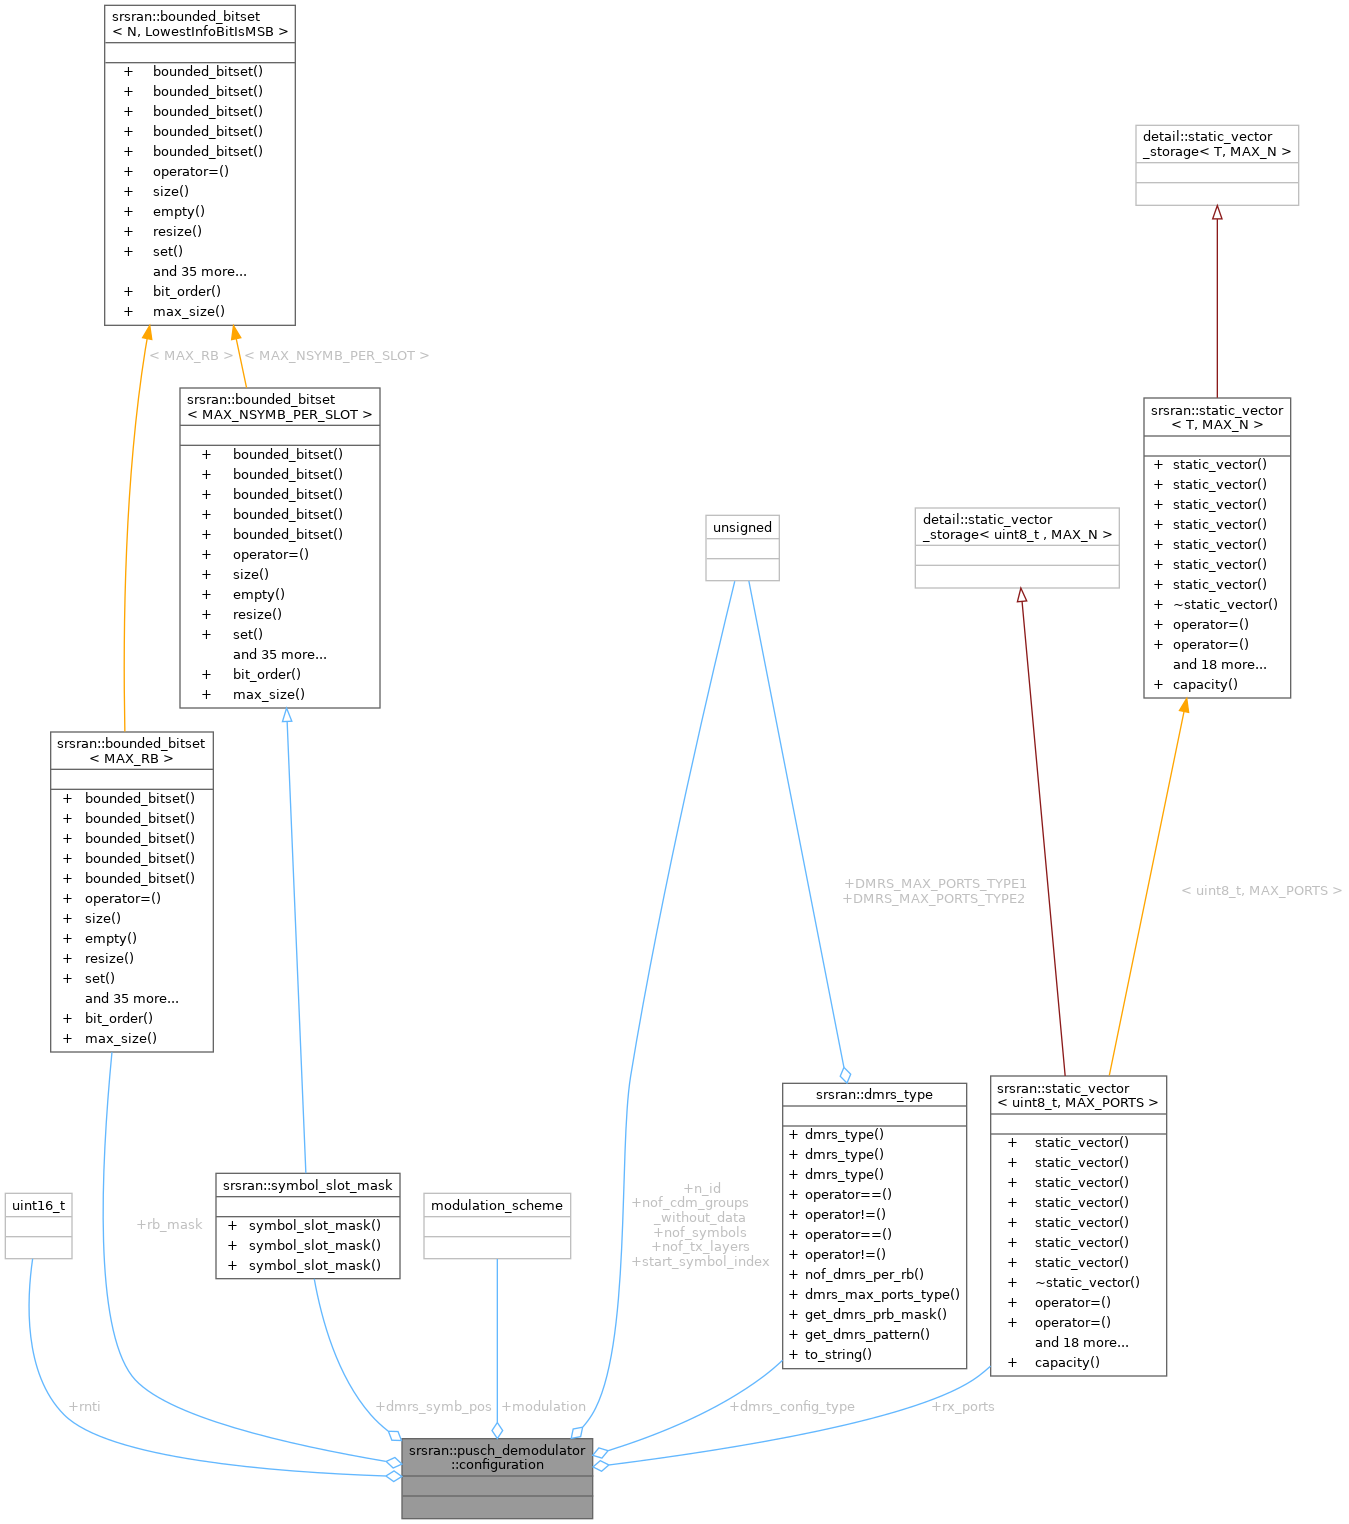 srsran::bounded_bitset
< N, LowestInfoBitIsMSB >
+ bounded_bitset()
+ bounded_bitset()
+ bounded_bitset()
+ bounded_bitset()
+ bounded_bitset()
+ operator=()
+ size()
+ empty()
+ resize()
+ set()
and 35 more...
+ bit_order()
+ max_size()
detail::static_vector
_storage< T, MAX_N >
< MAX_RB >
< MAX_NSYMB_PER_SLOT >
srsran::bounded_bitset
< MAX_NSYMB_PER_SLOT >
+ bounded_bitset()
+ bounded_bitset()
+ bounded_bitset()
+ bounded_bitset()
+ bounded_bitset()
+ operator=()
+ size()
+ empty()
+ resize()
+ set()
and 35 more...
+ bit_order()
+ max_size()
unsigned
detail::static_vector
_storage< uint8_t , MAX_N >
srsran::static_vector
< T, MAX_N >
+ static_vector()
+ static_vector()
+ static_vector()
+ static_vector()
+ static_vector()
+ static_vector()
+ static_vector()
+ ~static_vector()
+ operator=()
+ operator=()
and 18 more...
+ capacity()
srsran::bounded_bitset
< MAX_RB >
+ bounded_bitset()
+ bounded_bitset()
+ bounded_bitset()
+ bounded_bitset()
+ bounded_bitset()
+ operator=()
+ size()
+ empty()
+ resize()
+ set()
and 35 more...
+ bit_order()
+ max_size()
+DMRS_MAX_PORTS_TYPE1
+DMRS_MAX_PORTS_TYPE2
< uint8_t, MAX_PORTS >
uint16_t
+rb_mask
srsran::symbol_slot_mask
+ symbol_slot_mask()
+ symbol_slot_mask()
+ symbol_slot_mask()
modulation_scheme
+n_id
+nof_cdm_groups
_without_data
+nof_symbols
+nof_tx_layers
+start_symbol_index
srsran::dmrs_type
+ dmrs_type()
+ dmrs_type()
+ dmrs_type()
+ operator==()
+ operator!=()
+ operator==()
+ operator!=()
+ nof_dmrs_per_rb()
+ dmrs_max_ports_type()
+ get_dmrs_prb_mask()
+ get_dmrs_pattern()
+ to_string()
srsran::static_vector
< uint8_t, MAX_PORTS >
+ static_vector()
+ static_vector()
+ static_vector()
+ static_vector()
+ static_vector()
+ static_vector()
+ static_vector()
+ ~static_vector()
+ operator=()
+ operator=()
and 18 more...
+ capacity()
+rnti
+dmrs_symb_pos
+modulation
+dmrs_config_type
+rx_ports
srsran::pusch_demodulator
::configuration